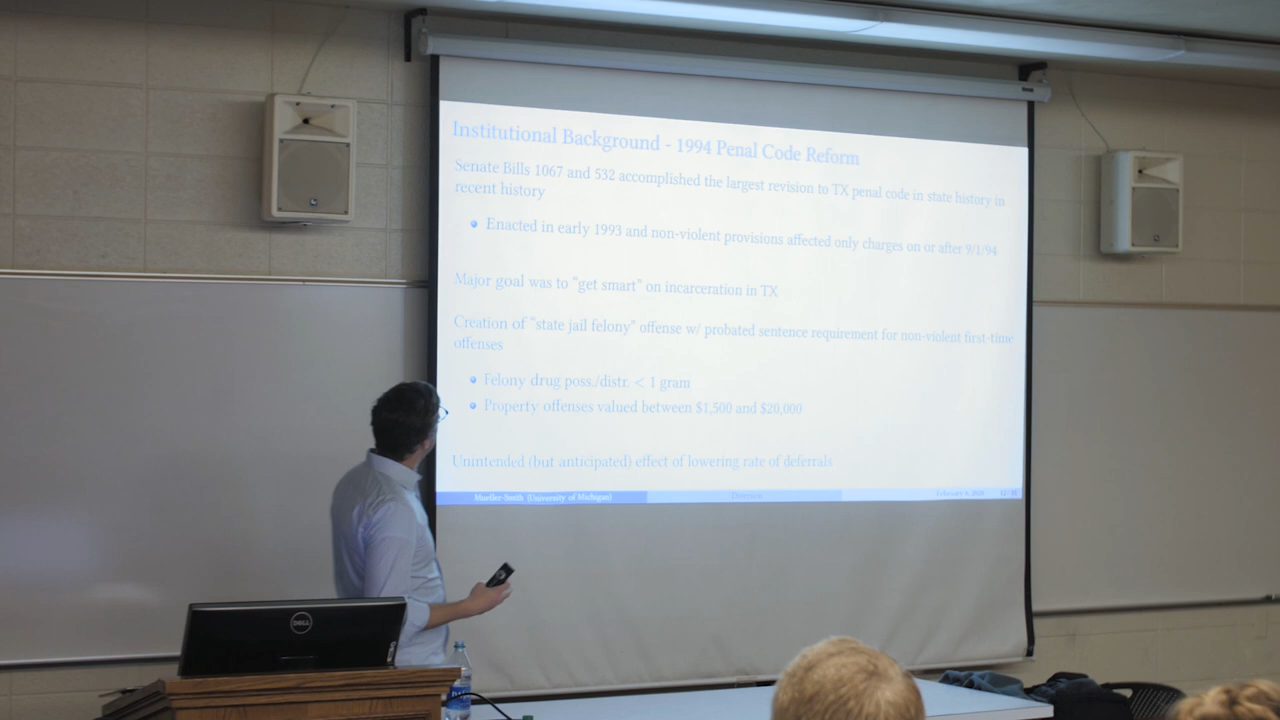 Institutional Background - 1994 Penal Code Reform
Senate Bills 1067 and 532 accomplished the largest revision to TX penal code in state history in
recent history
Enacted in early 1993 and non-violent provisions affected only charges on or after 9/1/94
Major goal was to "get smart" on incarceration in TX
Creation of "state jail felony" offense w/ probated sentence requirement for non-violent first-time
offenses
Felony drug poss./distr. < 1 gram
Property offenses valued between $1,500 and $20,000
Unintended (but anticipated) effect of lowering rate of deferrals
Mueller-Smith (University of Michigan)
Diversion
DELL